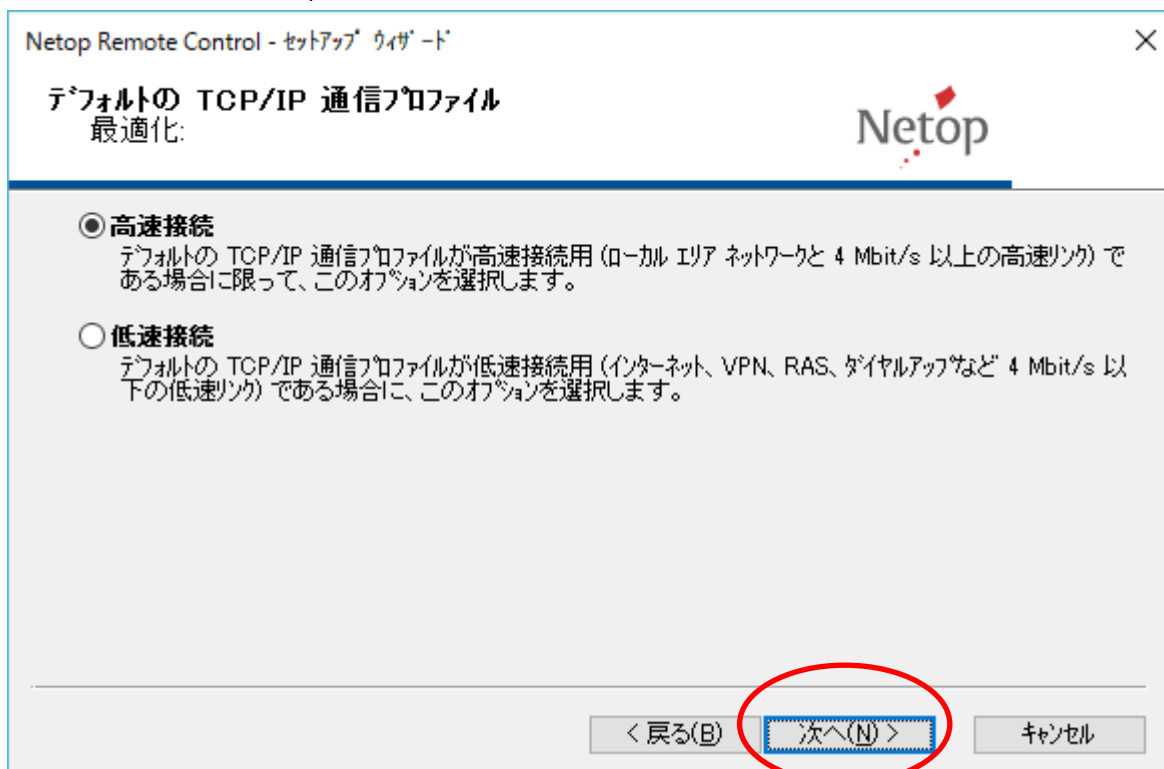 Netop Remote Control - ｾｯﾄｱｯﾌﾟ ｳｨｻﾞｰﾄﾞ
ﾃﾞﾌｫﾙﾄの TCP/IP 通信ﾌﾟﾛﾌｧｲﾙ
最適化:
Netop
高速接続
ﾃﾞﾌｫﾙﾄの TCP/IP 通信ﾌﾟﾛﾌｧｲﾙが高速接続用 (ﾛｰｶﾙ ｴﾘｱ ﾈｯﾄﾜｰｸと 4 Mbit/s 以上の高速ﾘﾝｸ) で
ある場合に限って、このｵﾌﾟｼｮﾝを選択します。
低速接続
ﾃﾞﾌｫﾙﾄの TCP/IP 通信ﾌﾟﾛﾌｧｲﾙが低速接続用 (ｲﾝﾀｰﾈｯﾄ、VPN、RAS、ﾀﾞｲﾔﾙｱｯﾌﾟなど 4 Mbit/s 以
下の低速ﾘﾝｸ) である場合に、このｵﾌﾟｼｮﾝを選択します。
< 戻る(B) 次へ(N) > ｷｬﾝｾﾙ